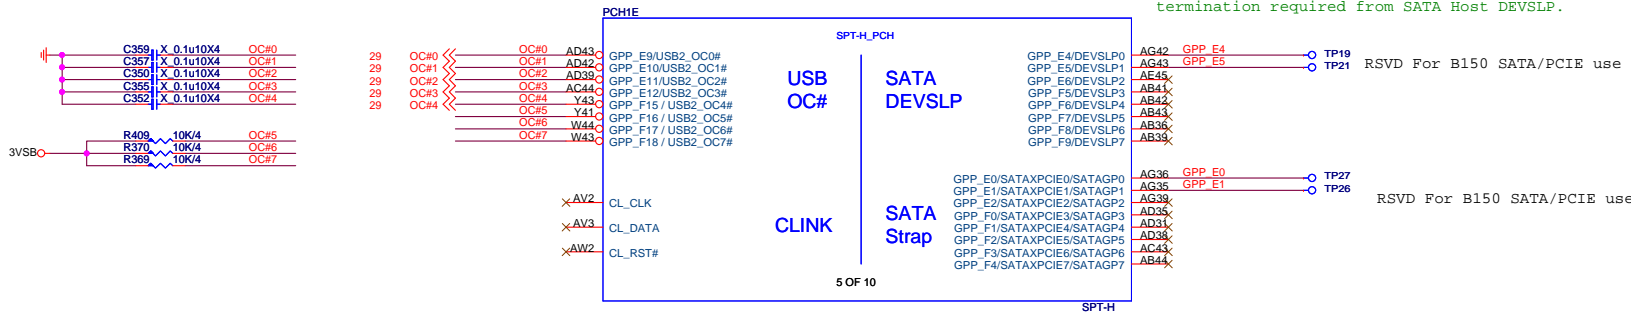 termination required from SATA Host DEVSLP.
PCH1E
SPT-H_PCH
C359 X_0.1u10X4 OC#0
C357 X_0.1u10X4 OC#1
C350 X_0.1u10X4 OC#2
C355 X_0.1u10X4 OC#3
C352 X_0.1u10X4 OC#4
3VSB
R409 10K/4 OC#5
R370 10K/4 OC#6
R369 10K/4 OC#7
29 OC#0 OC#0 AD43 GPP_E9/USB2_OC0#
29 OC#1 OC#1 AD42 GPP_E10/USB2_OC1#
29 OC#2 OC#2 AD39 GPP_E11/USB2_OC2#
29 OC#3 OC#3 AC44 GPP_E12/USB2_OC3#
29 OC#4 OC#4 Y43 GPP_F15 / USB2_OC4#
OC#5 Y41 GPP_F16 / USB2_OC5#
OC#6 W44 GPP_F17 / USB2_OC6#
OC#7 W43 GPP_F18 / USB2_OC7#
USB
OC#
SATA
DEVSLP
GPP_E4/DEVSLP0 AG42 GPP_E4 TP19
GPP_E5/DEVSLP1 AG43 GPP_E5 TP21
RSVD For B150 SATA/PCIE use
GPP_E6/DEVSLP2 AE45
GPP_F5/DEVSLP3 AB41
GPP_F6/DEVSLP4 AB42
GPP_F7/DEVSLP5 AB43
GPP_F8/DEVSLP6 AB36
GPP_F9/DEVSLP7 AB39
AV2 CL_CLK
AV3 CL_DATA
AW2 CL_RST#
CLINK
SATA
Strap
GPP_E0/SATAXPCIE0/SATAGP0 AG36 GPP_E0 TP27
GPP_E1/SATAXPCIE1/SATAGP1 AG35 GPP_E1 TP26
RSVD For B150 SATA/PCIE use
GPP_E2/SATAXPCIE2/SATAGP2 AG39
GPP_F0/SATAXPCIE3/SATAGP3 AD35
GPP_F1/SATAXPCIE4/SATAGP4 AD31
GPP_F2/SATAXPCIE5/SATAGP5 AD38
GPP_F3/SATAXPCIE6/SATAGP6 AC43
GPP_F4/SATAXPCIE7/SATAGP7 AB44
5 OF 10
SPT-H